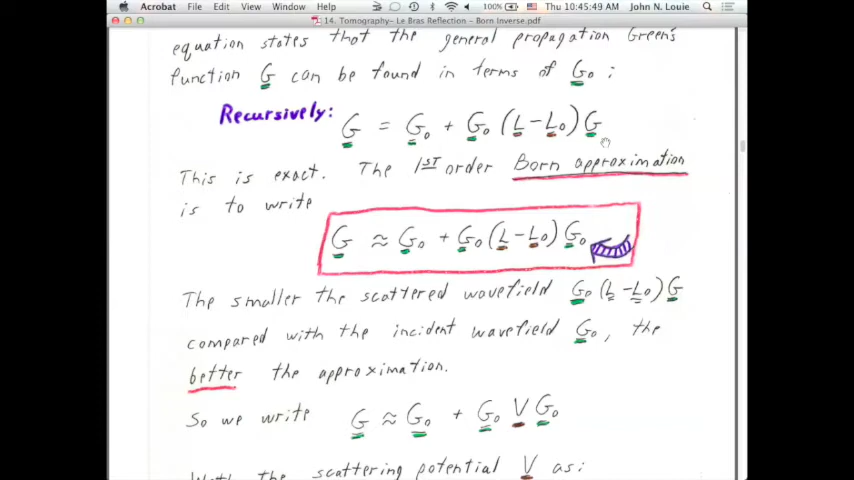 Acrobat File Edit View Window Help 100% Thu 10:45:49 AM John N. Louie
14. Tomography– Le Bras Reflection – Born Inverse.pdf
equation states that the general propagation Green's
function G can be found in terms of G₀:
Recursively: G = G₀ + G₀ (L-L₀) G
This is exact. The 1ST order Born approximation
is to write
G ≈ G₀ + G₀ (L-L₀) G₀
The smaller the scattered wavefield G₀ (L-L₀) G
compared with the incident wavefield G₀, the
better the approximation.
So we write G ≈ G₀ + G₀ V G₀
With the scattering potential V as: